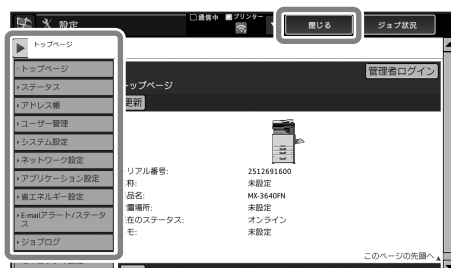 設定
通信中
プリンター
閉じる
ジョブ状況
トップページ
トップページ
ステータス
アドレス帳
ユーザー管理
システム設定
ネットワーク設定
アプリケーション設定
省エネルギー設定
E-mailアラート/ステータ
ス
ジョブログ
管理者ログイン
ップページ
更新
リアル番号: 2512691600
称: 未設定
品名: MX-3640FN
置場所: 未設定
在のステータス: オンライン
モ: 未設定
このページの先頭へ▲